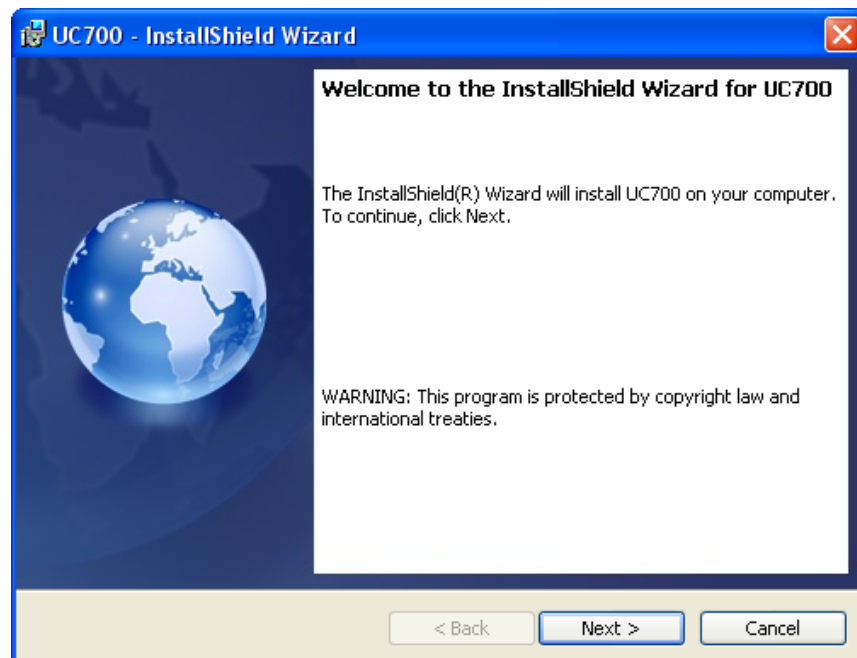 UC700 - InstallShield Wizard
Welcome to the InstallShield Wizard for UC700
The InstallShield(R) Wizard will install UC700 on your computer.
To continue, click Next.
WARNING: This program is protected by copyright law and
international treaties.
< Back
Next >
Cancel